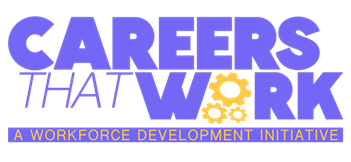 CAREERS
THAT WORK
A WORKFORCE DEVELOPMENT INITIATIVE